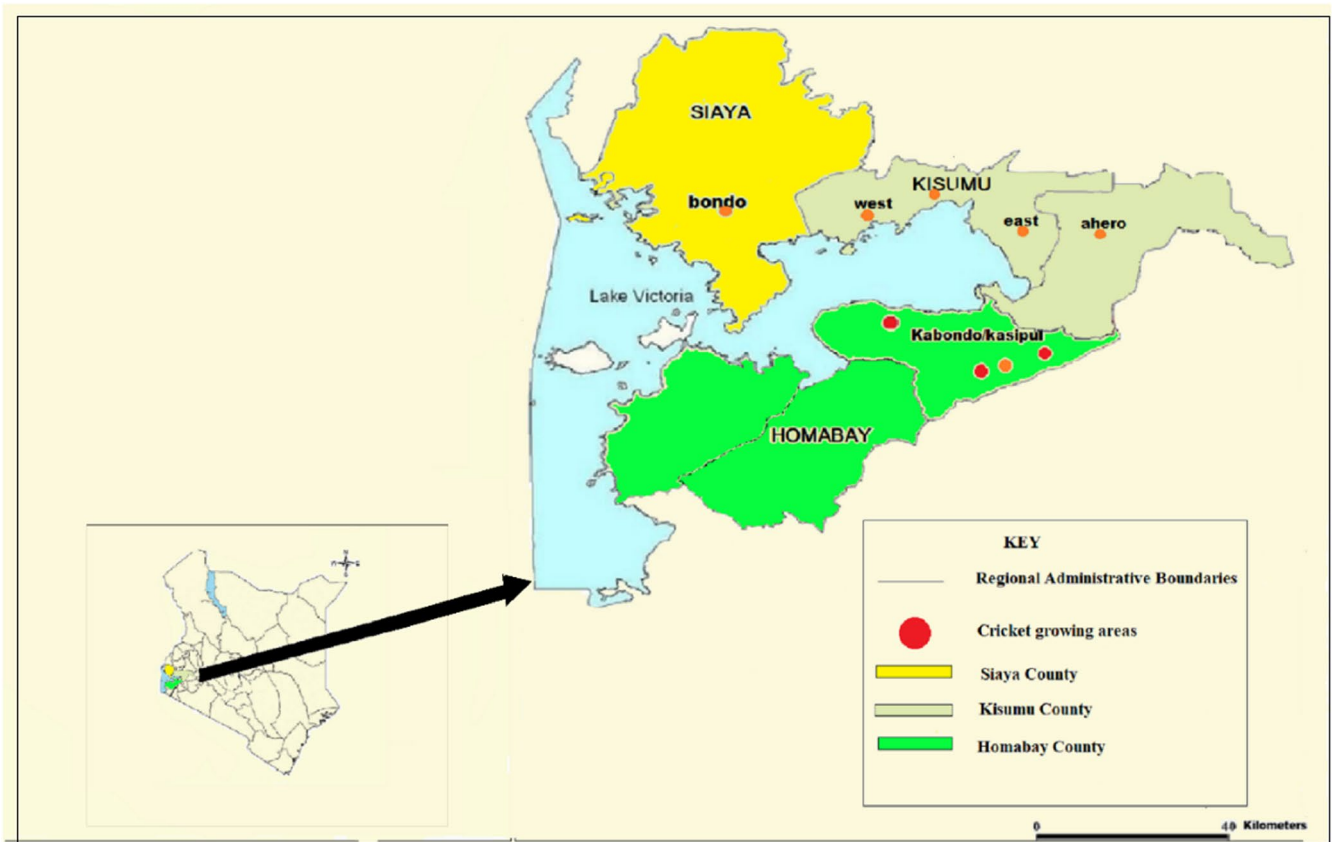 SIAYA
KISUMU
bondo
west
east
ahero
Lake Victoria
Kabondo/kasipul
HOMABAY
KEY
Regional Administrative Boundaries
Cricket growing areas
Siaya County
Kisumu County
Homabay County
0 40 Kilometers